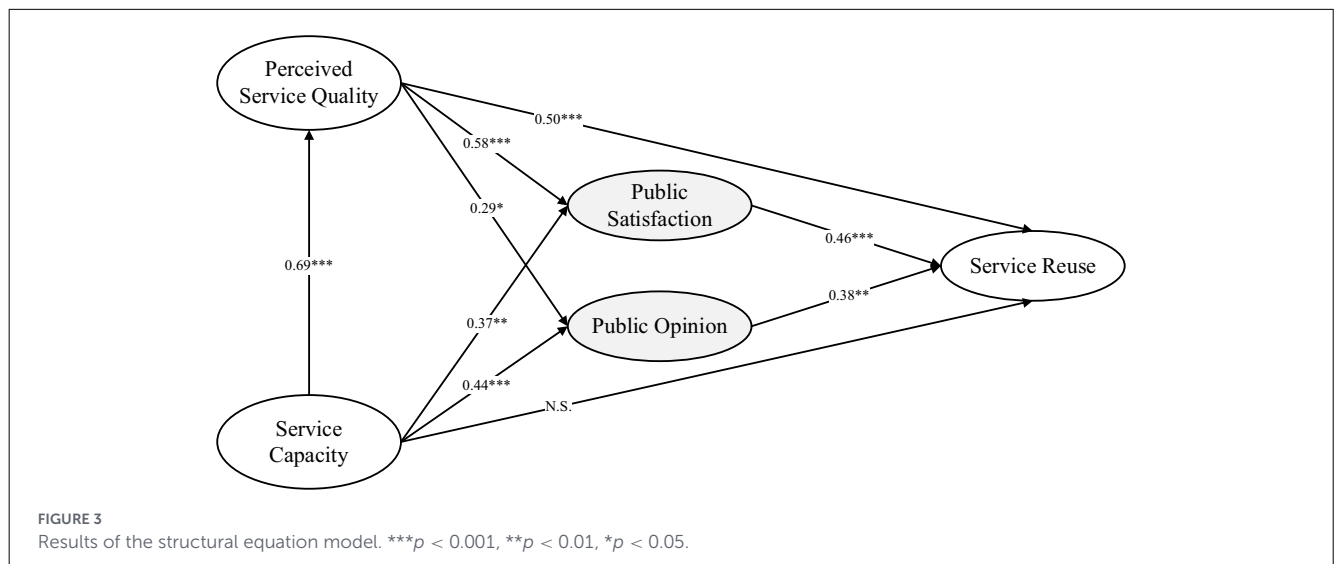 Perceived
Service Quality
0.50***
0.58***
Public
Satisfaction
0.29*
0.46***
0.69***
Service Reuse
0.38**
0.37**
Public Opinion
0.44***
N.S.
Service
Capacity
FIGURE 3
Results of the structural equation model. ***p < 0.001, **p < 0.01, *p < 0.05.